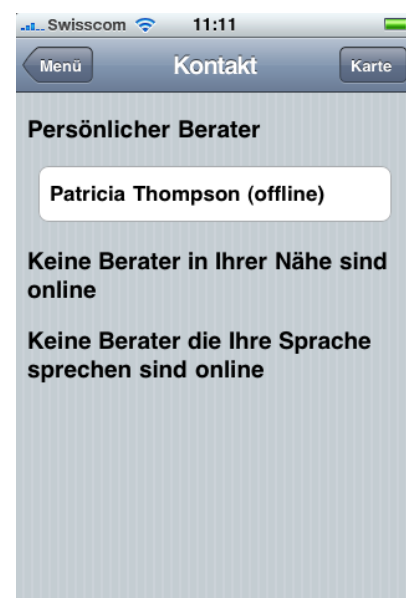 Swisscom 11:11
Menü Kontakt Karte
Persönlicher Berater
Patricia Thompson (offline)
Keine Berater in Ihrer Nähe sind
online
Keine Berater die Ihre Sprache
sprechen sind online